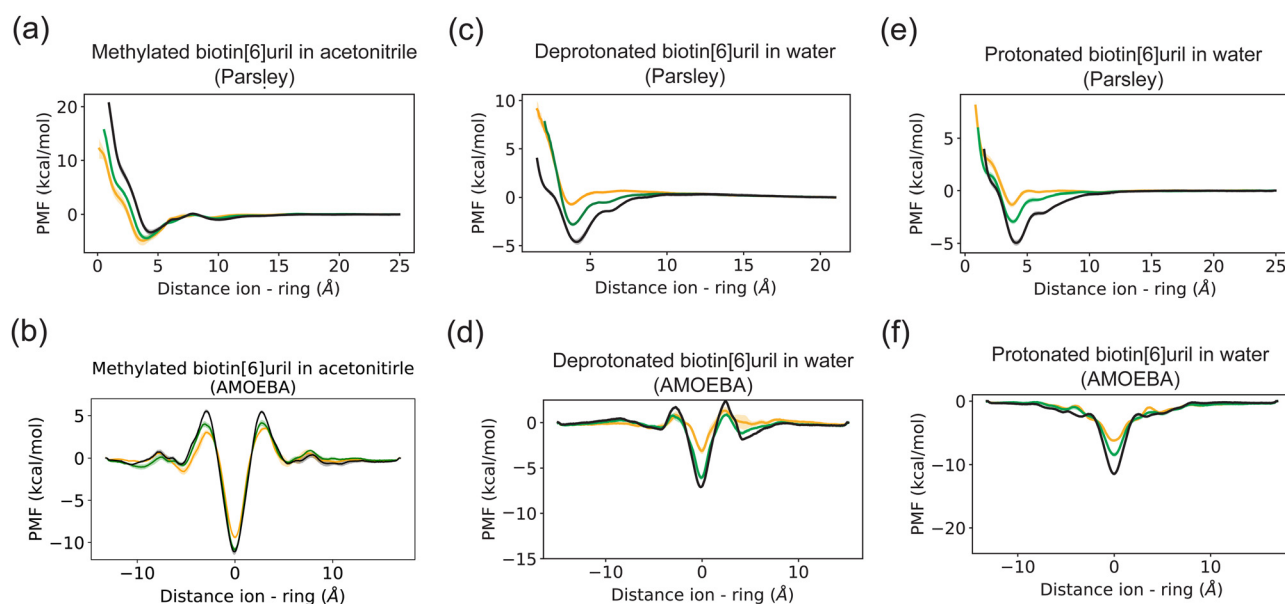 (a)
Methylated biotin[6]uril in acetonitrile
(Parsley)
20
10
0
PMF (kcal/mol)
0
5
10
15
20
25
Distance ion - ring (Å)
(c)
Deprotonated biotin[6]uril in water
(Parsley)
10
5
0
−5
PMF (kcal/mol)
5
10
15
20
Distance ion - ring (Å)
(e)
Protonated biotin[6]uril in water
(Parsley)
10
5
0
−5
PMF (kcal/mol)
0
5
10
15
20
25
Distance ion - ring (Å)
(b)
Methylated biotin[6]uril in acetonitirle
(AMOEBA)
5
0
−5
−10
PMF (kcal/mol)
−10
0
10
Distance ion - ring (Å)
(d)
Deprotonated biotin[6]uril in water
(AMOEBA)
0
−5
−10
−15
PMF (kcal/mol)
−10
0
10
Distance ion - ring (Å)
(f)
Protonated biotin[6]uril in water
(AMOEBA)
0
−10
−20
PMF (kcal/mol)
−10
0
10
Distance ion - ring (Å)